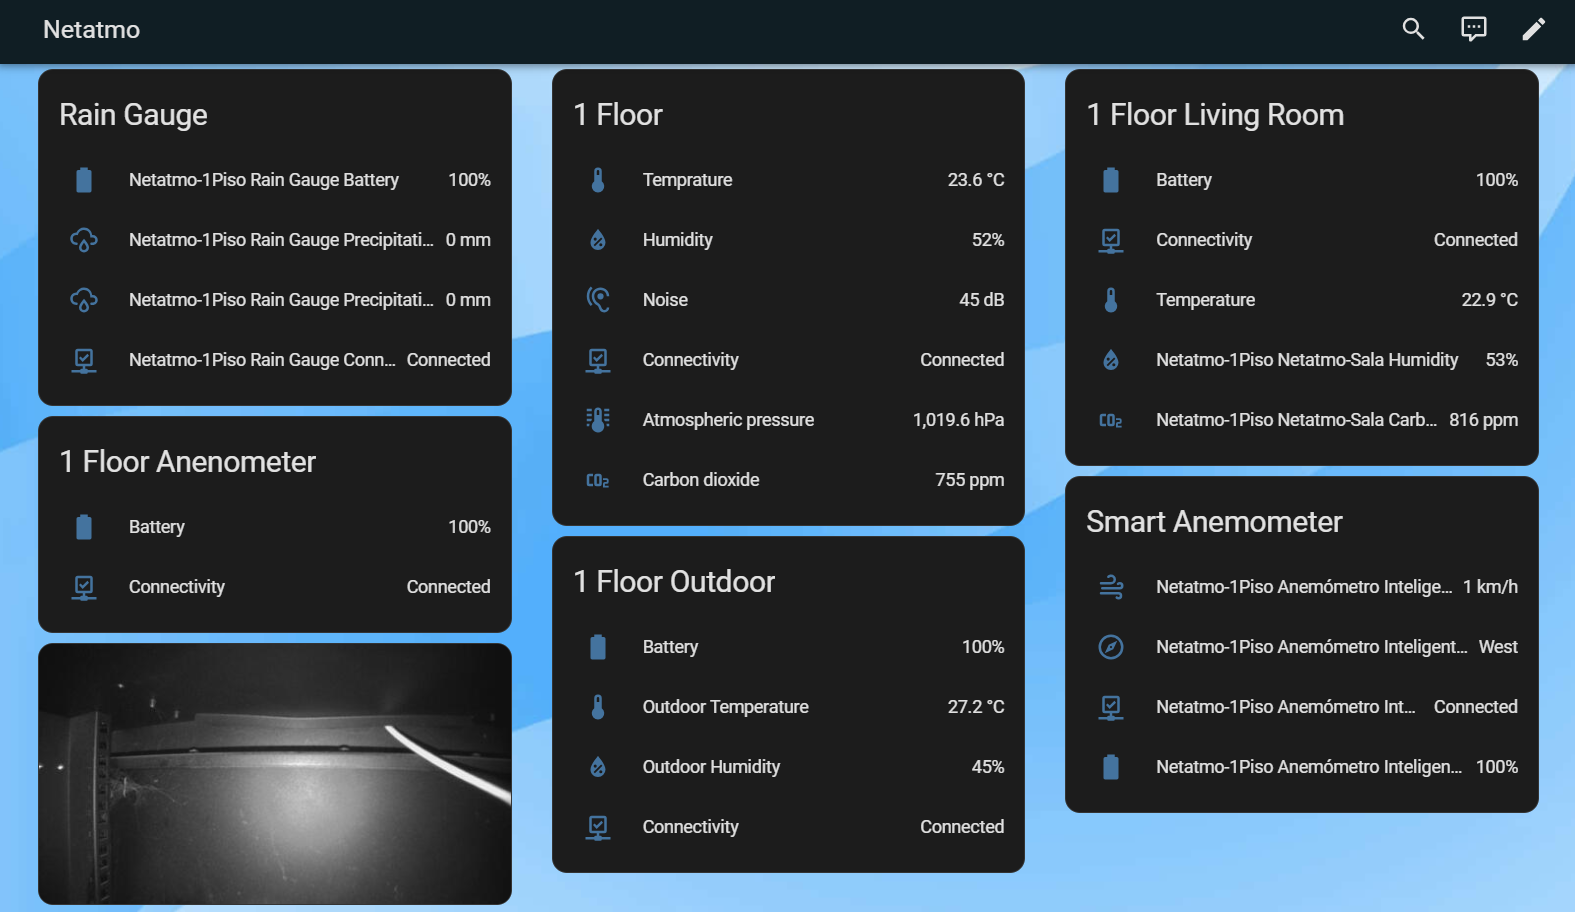 Netatmo
Rain Gauge
Netatmo-1Piso Rain Gauge Battery 100%
Netatmo-1Piso Rain Gauge Precipitati... 0 mm
Netatmo-1Piso Rain Gauge Precipitati... 0 mm
Netatmo-1Piso Rain Gauge Conn... Connected
1 Floor Anenometer
Battery 100%
Connectivity Connected
1 Floor
Temprature 23.6 °C
Humidity 52%
Noise 45 dB
Connectivity Connected
Atmospheric pressure 1,019.6 hPa
CO₂ Carbon dioxide 755 ppm
1 Floor Outdoor
Battery 100%
Outdoor Temperature 27.2 °C
Outdoor Humidity 45%
Connectivity Connected
1 Floor Living Room
Battery 100%
Connectivity Connected
Temperature 22.9 °C
Netatmo-1Piso Netatmo-Sala Humidity 53%
CO₂ Netatmo-1Piso Netatmo-Sala Carb... 816 ppm
Smart Anemometer
Netatmo-1Piso Anemómetro Intelige... 1 km/h
Netatmo-1Piso Anemómetro Inteligent... West
Netatmo-1Piso Anemómetro Int... Connected
Netatmo-1Piso Anemómetro Inteligen... 100%